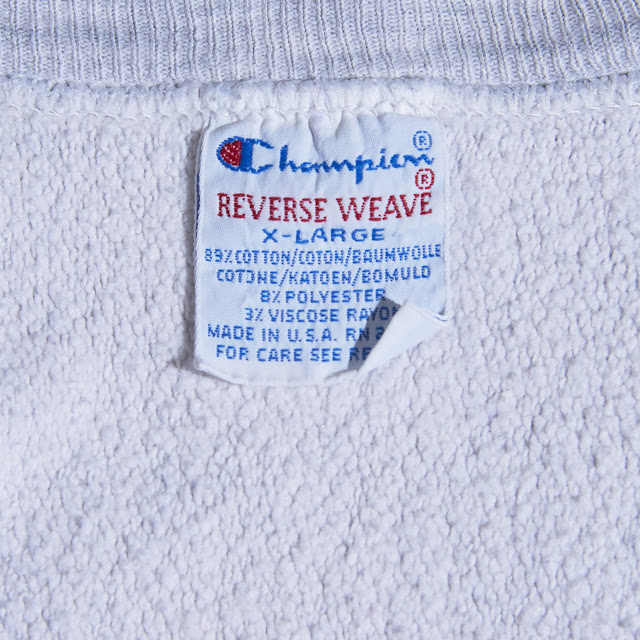 Champion®
REVERSE WEAVE®
X-LARGE
89% COTTON/COTON/BAUMWOLLE
COTONE/KATOEN/BOMULD
8% POLYESTER
3% VISCOSE
MADE IN U.S.A. RN
FOR CARE SEE